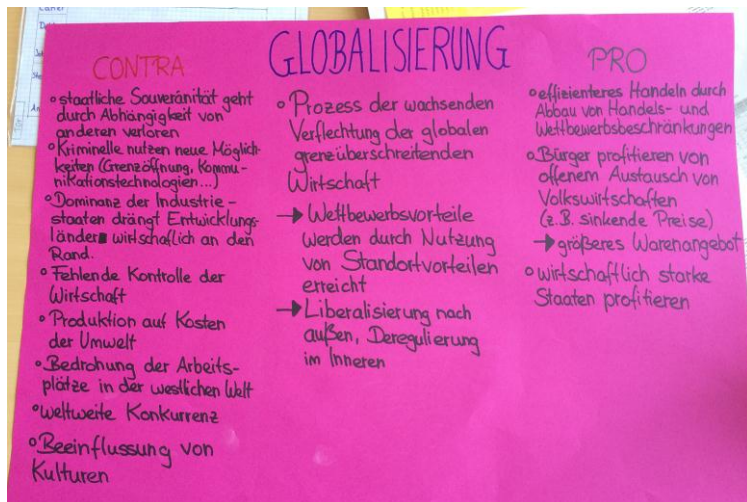 GLOBALISIERUNG
CONTRA
• staatliche Souveränität geht
durch Abhängigkeit von
anderen verloren
• Kriminelle nutzen neue Möglich-
keiten (Grenzöffnung, Kommu-
nikationstechnologien...)
• Dominanz der Industrie-
staaten drängt Entwicklungs-
länder wirtschaftlich an den
Rand.
• Fehlende Kontrolle der
Wirtschaft
• Produktion auf Kosten
der Umwelt
• Bedrohung der Arbeits-
plätze in der westlichen Welt
• weltweite Konkurrenz
• Beeinflussung von
Kulturen
• Prozess der wachsenden
Verflechtung der globalen
grenzüberschreitenden
Wirtschaft
→ Wettbewerbsvorteile
werden durch Nutzung
von Standortvorteilen
erreicht
→ Liberalisierung nach
außen, Deregulierung
im Inneren
PRO
• effizienteres Handeln durch
Abbau von Handels- und
Wettbewerbsbeschränkungen
• Bürger profitieren von
offenem Austausch von
Volkswirtschaften
(z.B. sinkende Preise)
→ größeres Warenangebot
• wirtschaftlich starke
Staaten profitieren